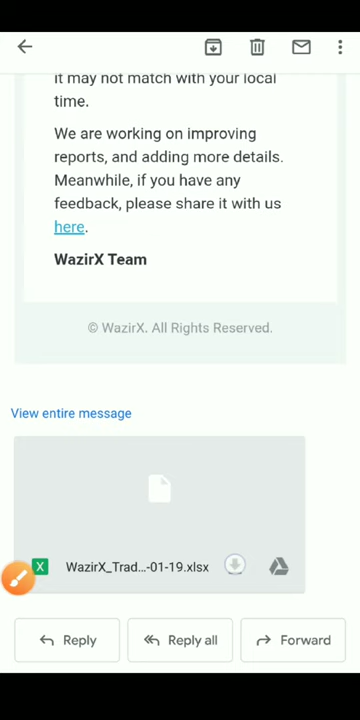 it may not match with your local
time.
We are working on improving
reports, and adding more details.
Meanwhile, if you have any
feedback, please share it with us
here.
WazirX Team
© WazirX. All Rights Reserved.
View entire message
X WazirX_Trad...-01-19.xlsx
Reply
Reply all
Forward